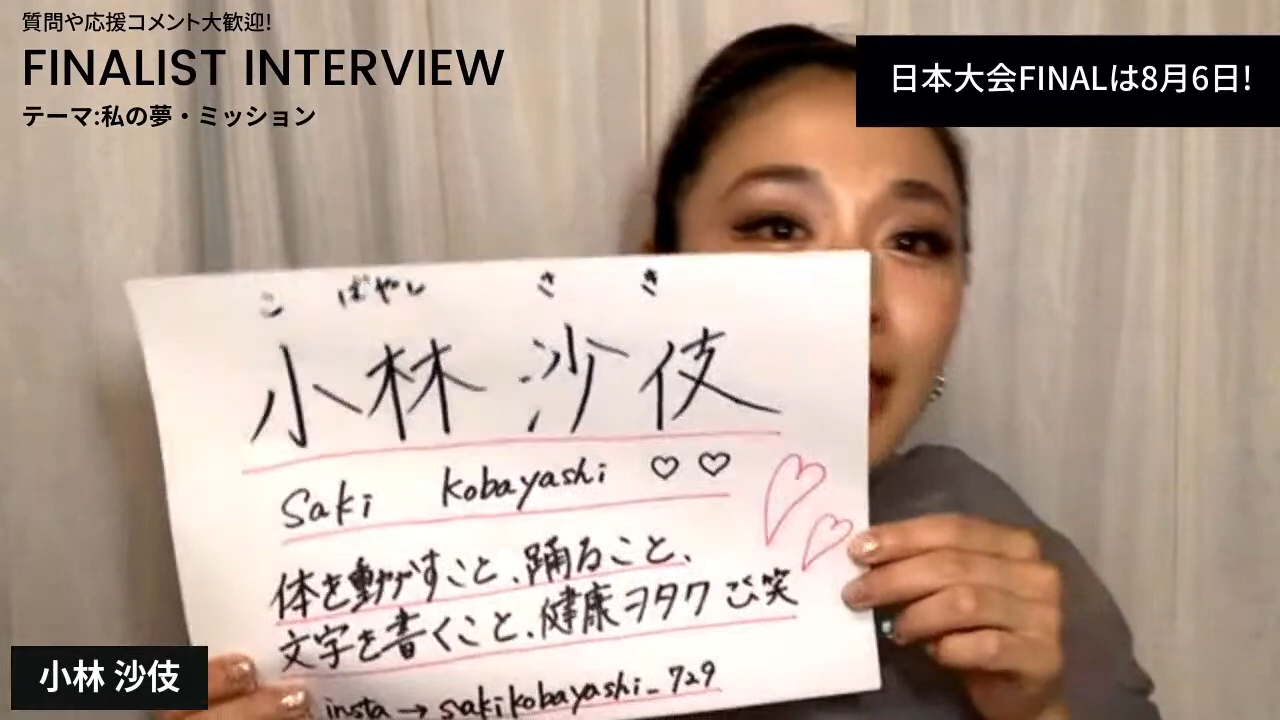 質問や応援コメント大歓迎!
FINALIST INTERVIEW
テーマ:私の夢・ミッション
日本大会FINALは8月6日!
こ ばやし さ き
小林 沙伎
Saki Kobayashi ♡♡
体を動かすこと、踊ること、
文字を書くこと、健康ヲタク 笑
insta → sakikobayashi_729
小林 沙伎